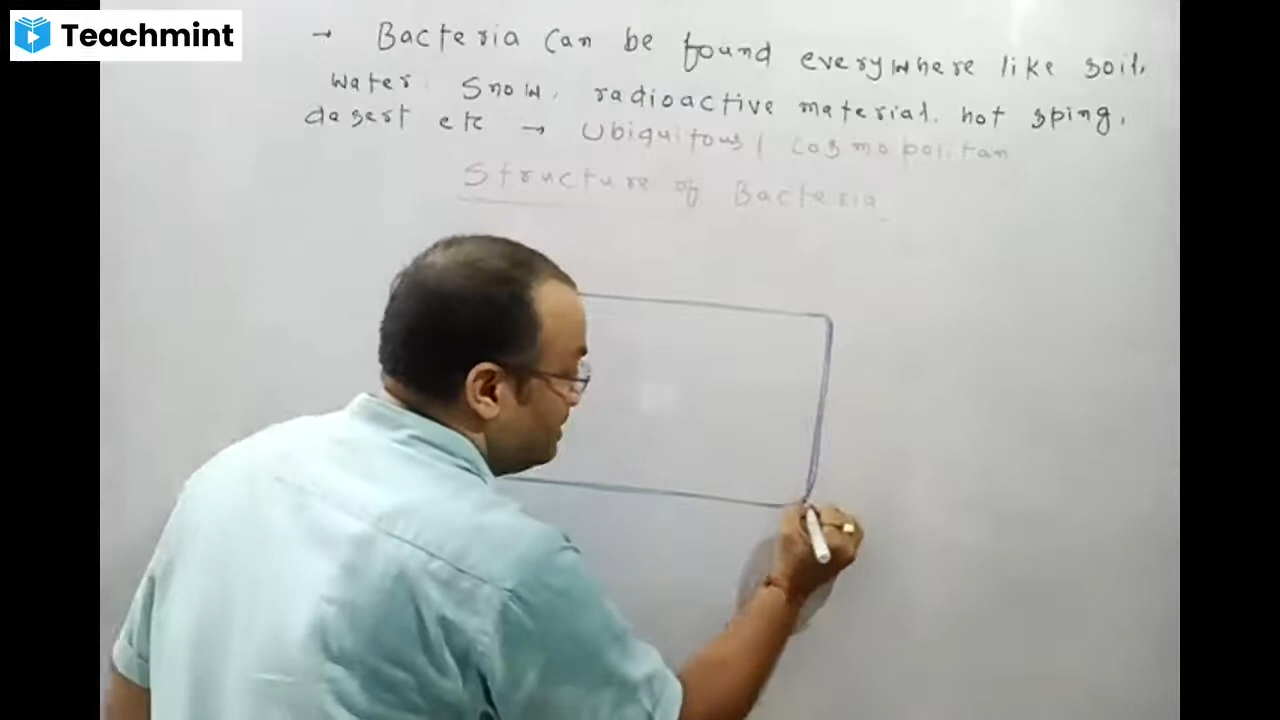 Teachmint
→ Bacteria can be found everywhere like soil,
water, snow, radioactive material, hot sping,
dasert etc → Ubiquitous / cosmopolitan
Structure of Bacteria